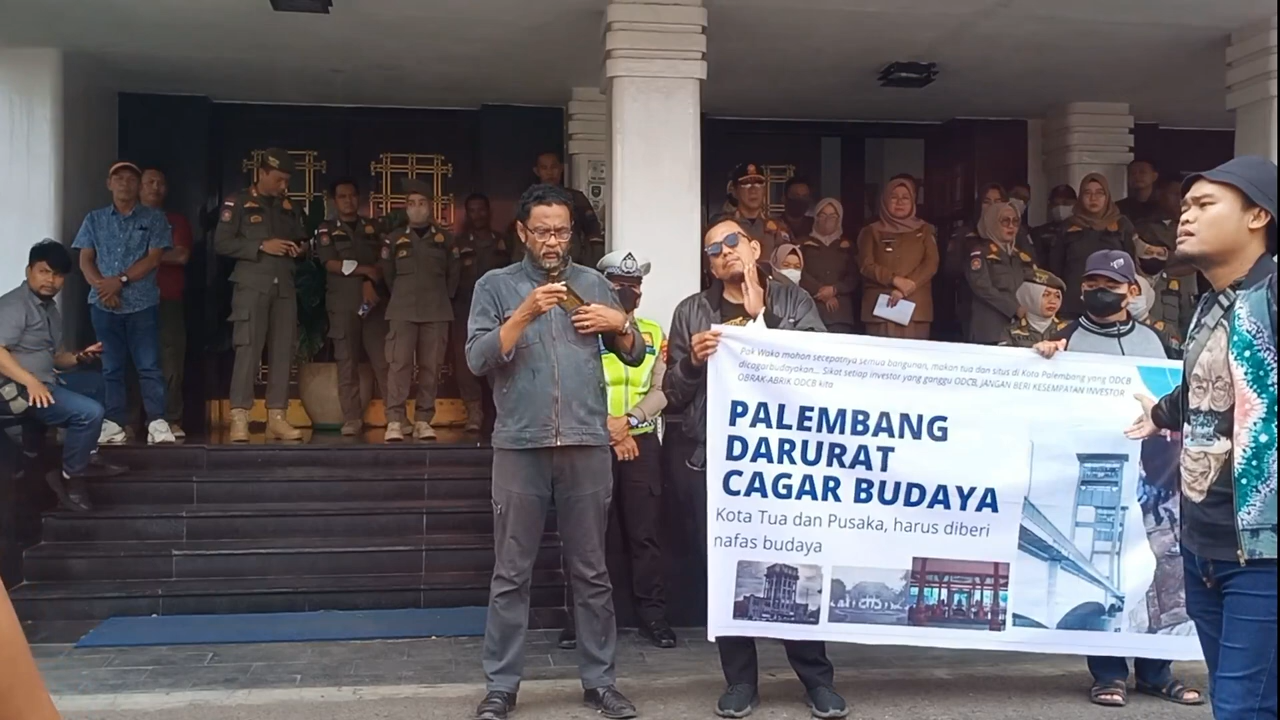 Pak Wako mohon secepatnya semua bangunan, makan tua dan situs di Kota Palembang yang ODCB
dicagarbudayakan... Sikat setiap investor yang ganggu ODCB, JANGAN BERI KESEMPATAN INVESTOR
OBRAK-ABRIK ODCB kita
PALEMBANG
DARURAT
CAGAR BUDAYA
Kota Tua dan Pusaka, harus diberi
nafas budaya